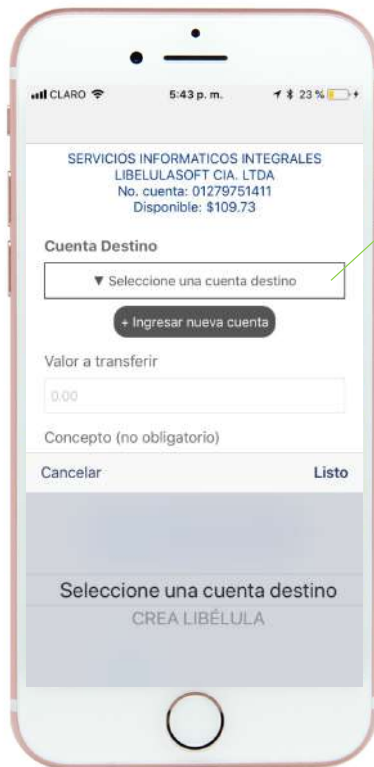 CLARO 5:43 p. m. 23 %
SERVICIOS INFORMATICOS INTEGRALES
LIBELULASOFT CIA. LTDA
No. cuenta: 01279751411
Disponible: $109.73
Cuenta Destino
▼ Seleccione una cuenta destino
+ Ingresar nueva cuenta
Valor a transferir
0.00
Concepto (no obligatorio)
Cancelar Listo
Seleccione una cuenta destino
CREA LIBÉLULA